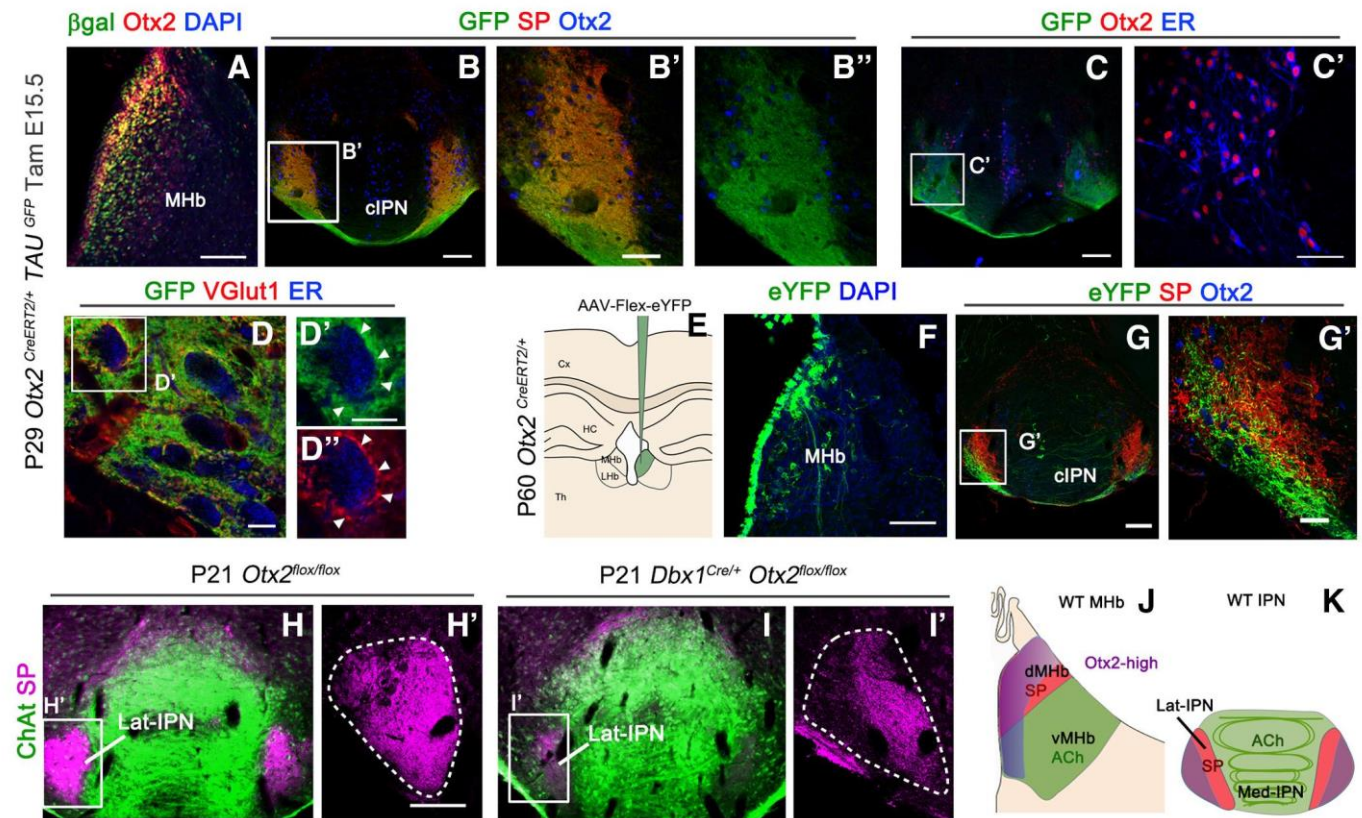 βgal Otx2 DAPI
GFP SP Otx2
GFP Otx2 ER
P29 Otx2 CreERT2/+ TAU GFP Tam E15.5
A
MHb
B
B'
cIPN
B'
B''
C
C'
C'
GFP VGlut1 ER
D
D'
D'
D''
P60 Otx2 CreERT2/+
AAV-Flex-eYFP
E
Cx
HC
MHb
LHb
Th
eYFP DAPI
F
MHb
eYFP SP Otx2
G
G'
cIPN
G'
P21 Otx2flox/flox
P21 Dbx1Cre/+ Otx2flox/flox
ChAt SP
H
H'
Lat-IPN
H'
I
I'
Lat-IPN
I'
WT MHb
J
Otx2-high
dMHb
SP
vMHb
ACh
WT IPN
K
Lat-IPN
ACh
SP
Med-IPN